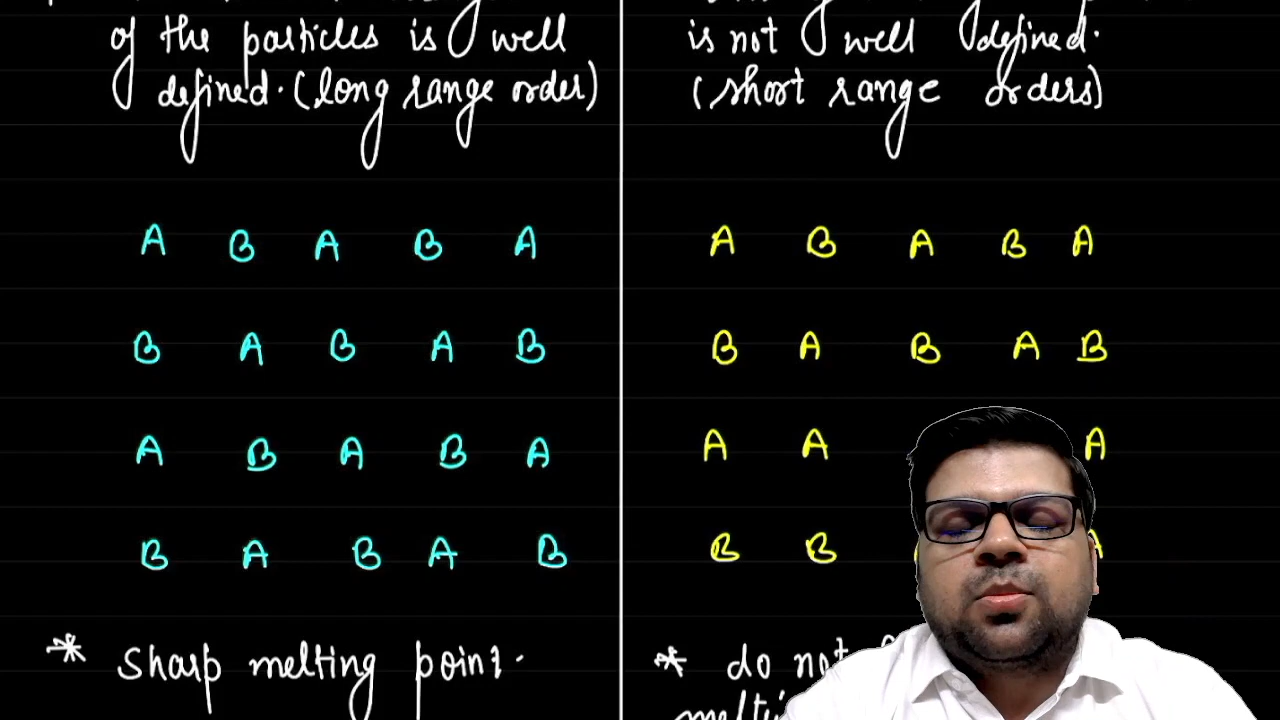 of the particles is well
defined. (long range order)
A B A B A
B A B A B
A B A B A
B A B A B
* Sharp melting point.
is not well defined.
(short range orders)
A B A B A
B A B A B
A A A
B B A
* do not